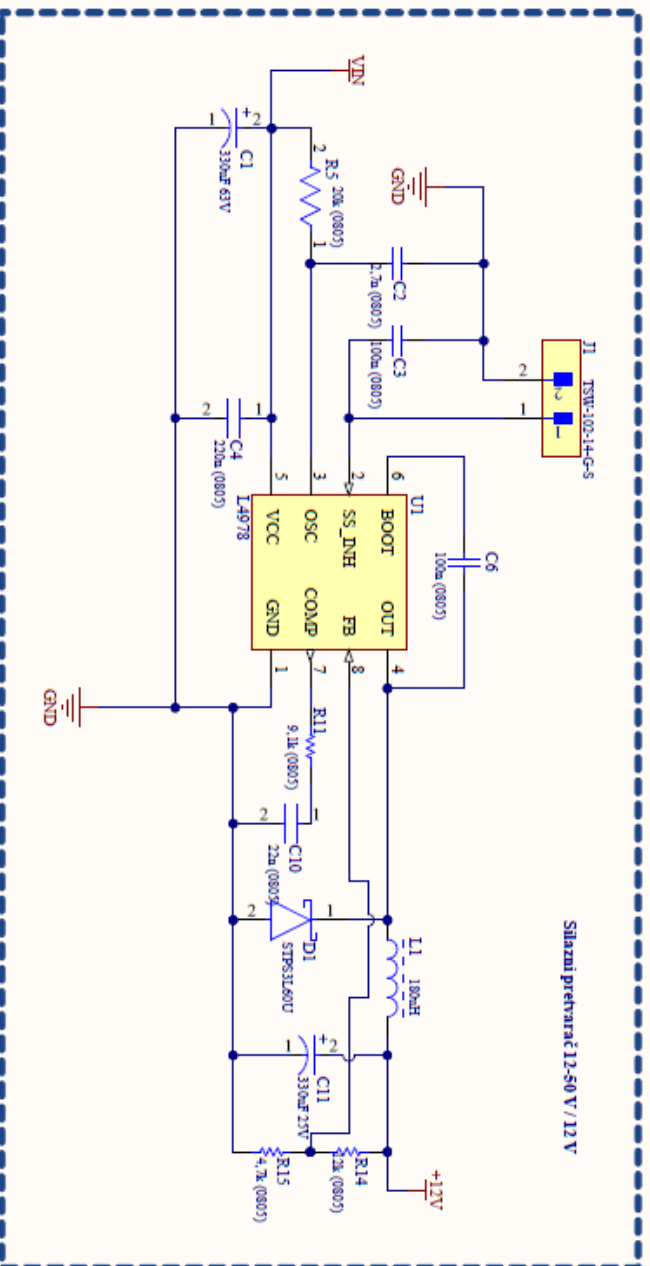 Silazni pretvarač 12-50 V / 12 V
VIN
2
1
C1
330uF 63V
2
R5
20k (0805)
1
GND
C2
2,7n (0805)
C3
100n (0805)
J1
TSW-102-14-G-S
2
1
2
1
2
1
C4
220n (0805)
U1
L4978
5
VCC
3
OSC
2
SS_INH
6
BOOT
OUT
4
FB
8
COMP
7
GND
1
C6
100n (0805)
GND
R11
9,1k (0805)
1
2
C10
22n (0805)
1
2
D1
STPS3L60U
L1
180uH
2
1
C11
330uF 25V
R14
12k (0805)
R15
4,7k (0805)
+12V